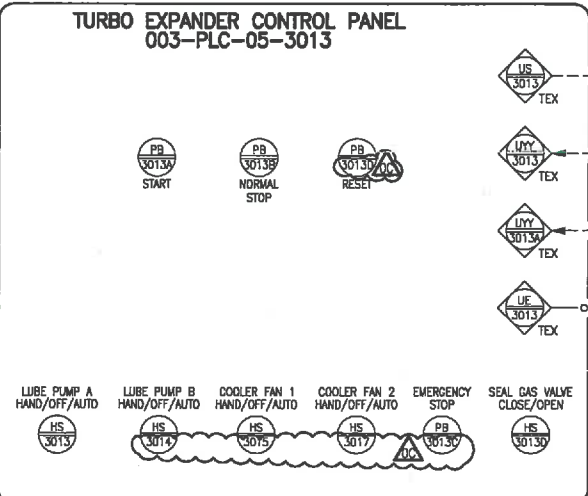 TURBO EXPANDER CONTROL PANEL
003-PLC-05-3013
US
3013
TEX
UYY
3013
TEX
PB
3013A
START
PB
3013B
NORMAL
STOP
PB
3013D
RESET
0C
UYY
3013A
TEX
UE
3013
TEX
LUBE PUMP A
HAND/OFF/AUTO
HS
3013
LUBE PUMP B
HAND/OFF/AUTO
HS
3014
COOLER FAN 1
HAND/OFF/AUTO
HS
COOLER FAN 2
HAND/OFF/AUTO
HS
3017
0C
EMERGENCY
STOP
PB
3013C
SEAL GAS VALVE
CLOSE/OPEN
HS
3013D